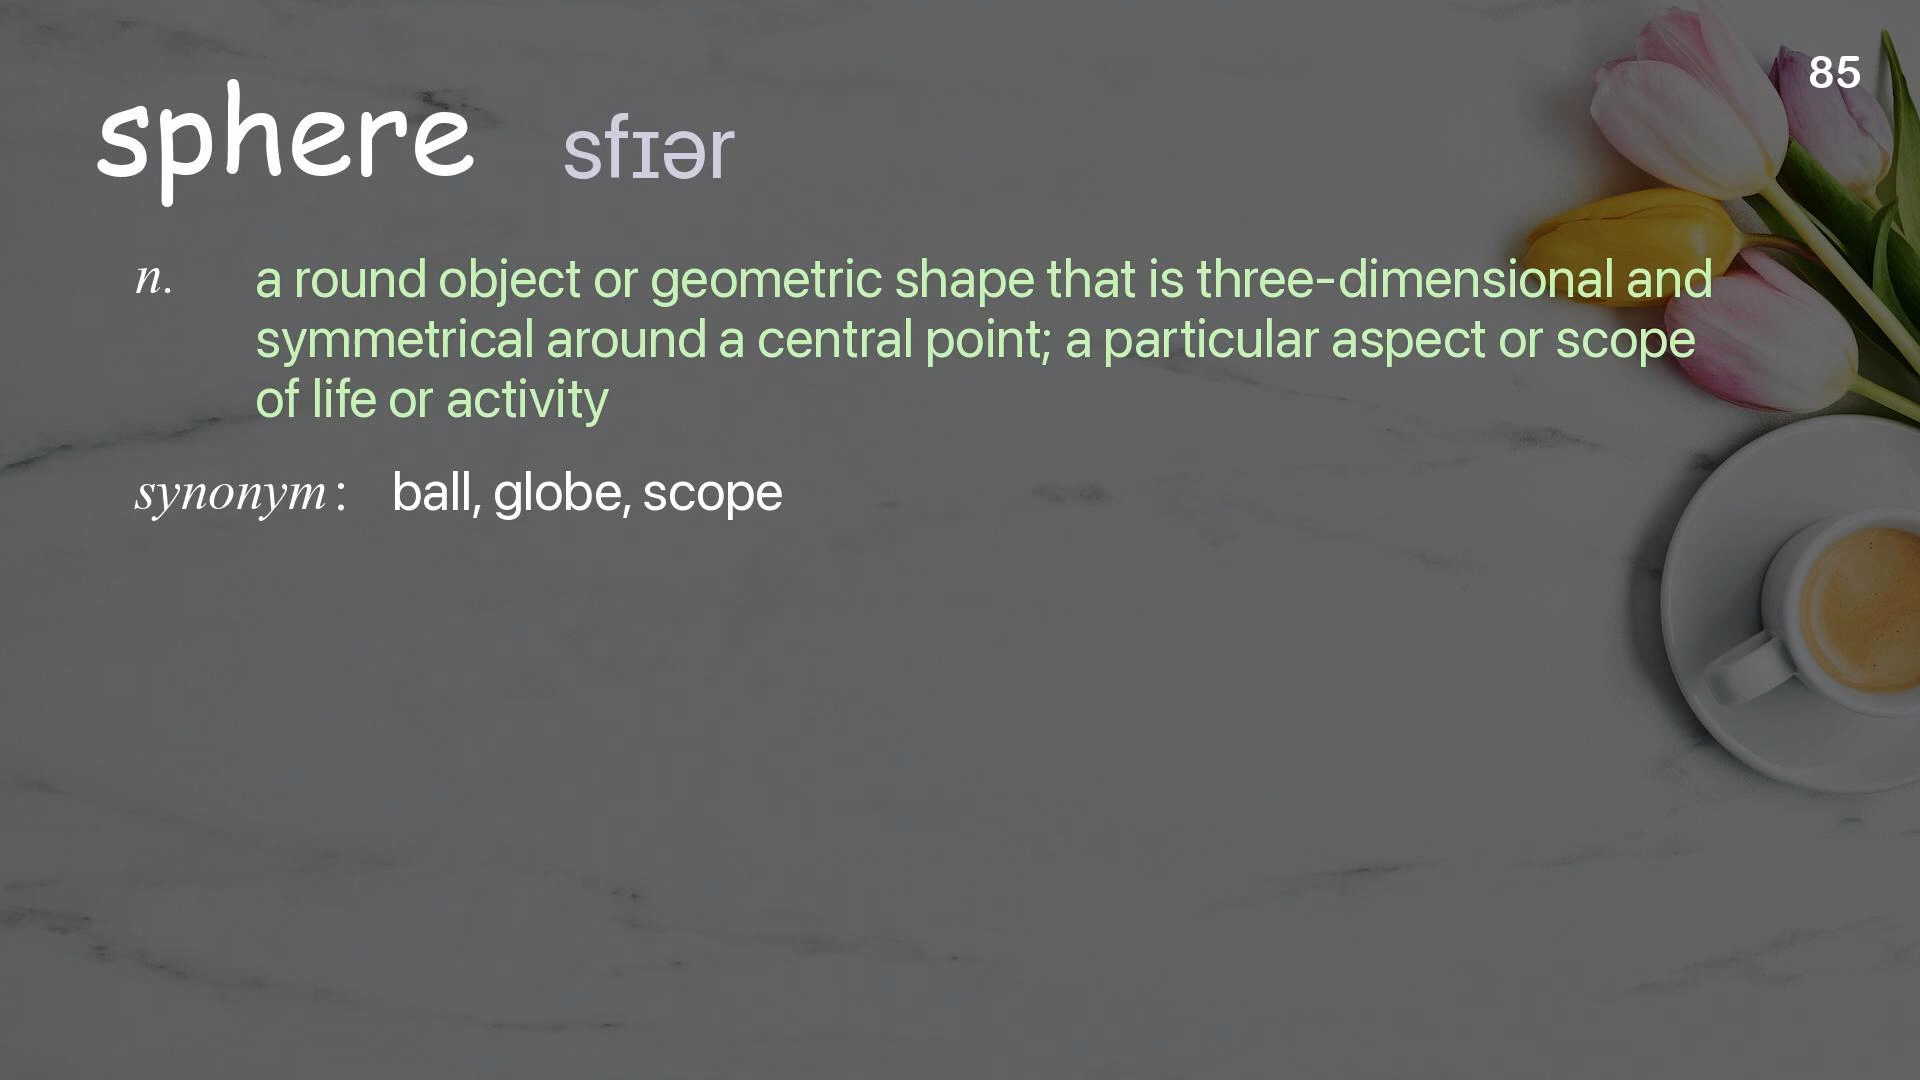 85
sphere sfɪər
n. a round object or geometric shape that is three-dimensional and
symmetrical around a central point; a particular aspect or scope
of life or activity
synonym: ball, globe, scope